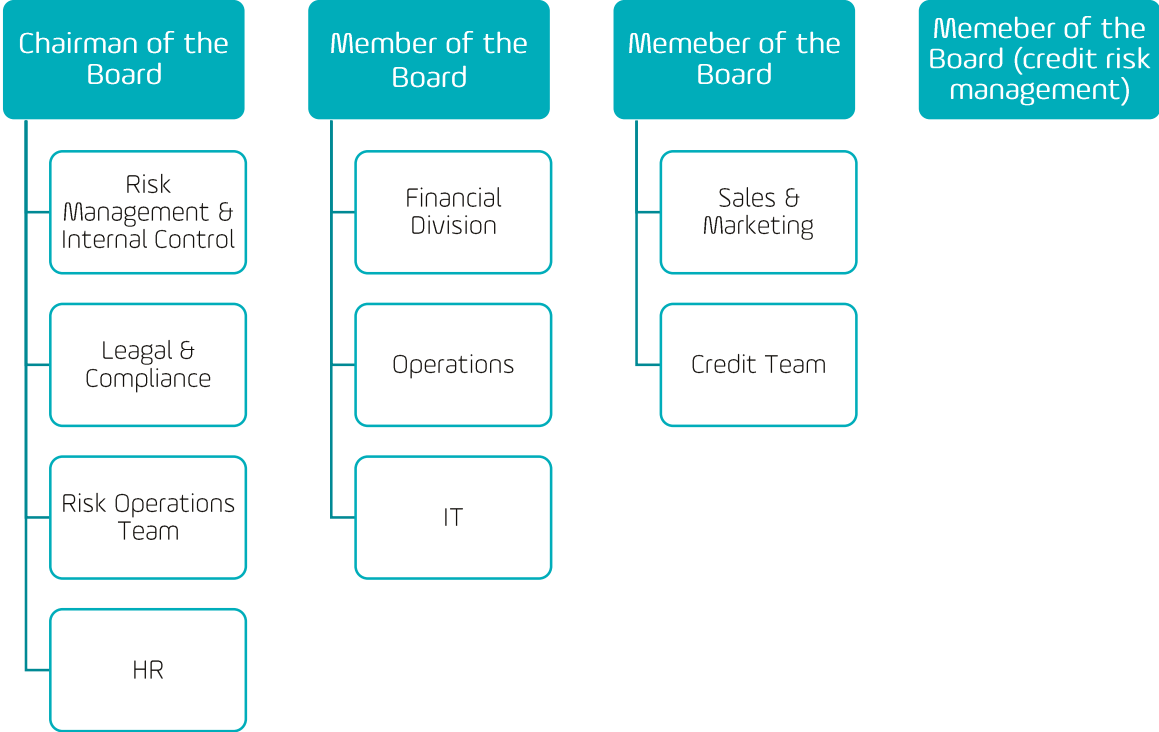 Chairman of the
Board
Risk
Management &
Internal Control
Leagal &
Compliance
Risk Operations
Team
HR
Member of the
Board
Financial
Division
Operations
IT
Memeber of the
Board
Sales &
Marketing
Credit Team
Memeber of the
Board (credit risk
management)